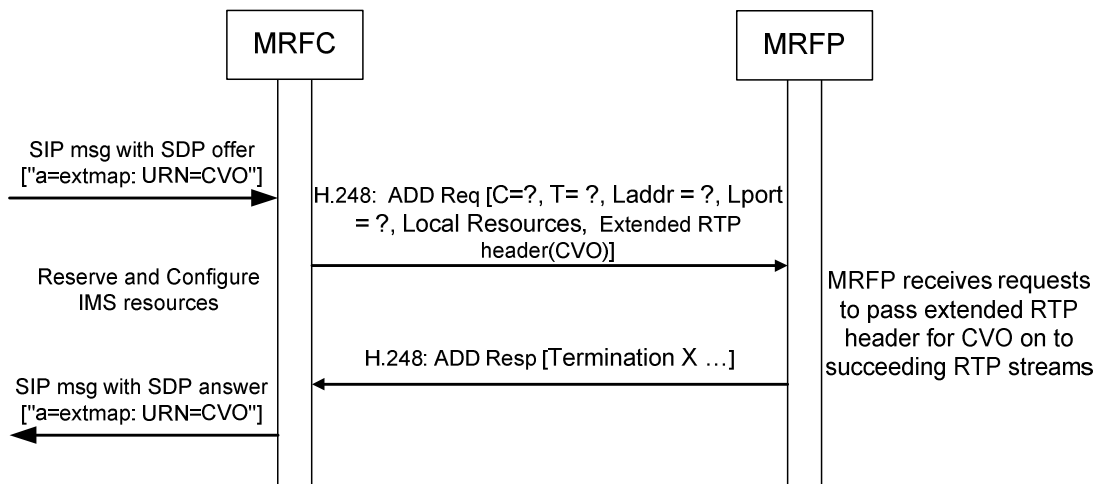 MRFC
MRFP
SIP msg with SDP offer
["a=extmap: URN=CVO"]
H.248: ADD Req [C=?, T= ?, Laddr = ?, Lport
= ?, Local Resources, Extended RTP
header(CVO)]
Reserve and Configure
IMS resources
MRFP receives requests
to pass extended RTP
header for CVO on to
succeeding RTP streams
H.248: ADD Resp [Termination X …]
SIP msg with SDP answer
["a=extmap: URN=CVO"]